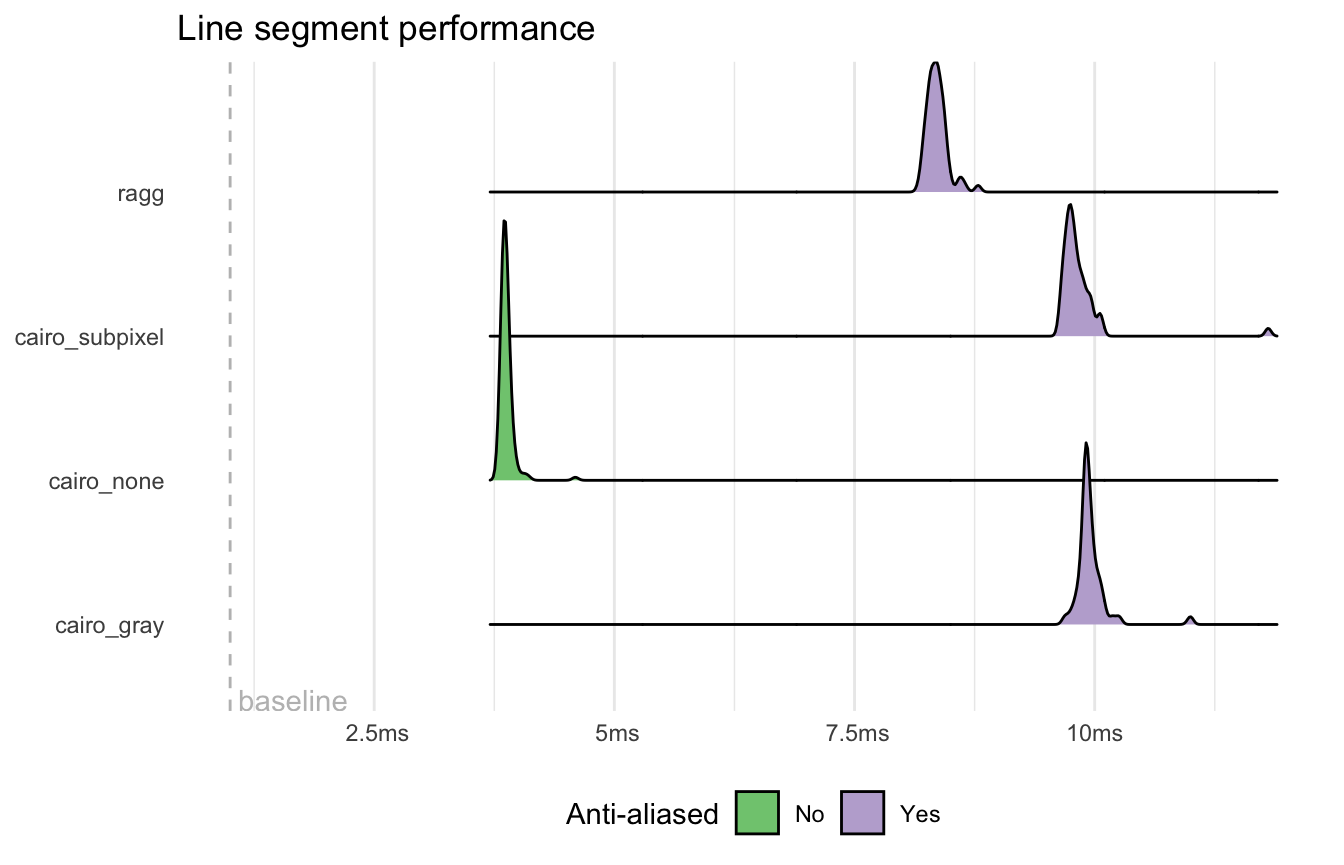 Line segment performance
ragg
cairo_subpixel
cairo_none
cairo_gray
baseline
2.5ms 5ms 7.5ms 10ms
Anti-aliased No Yes